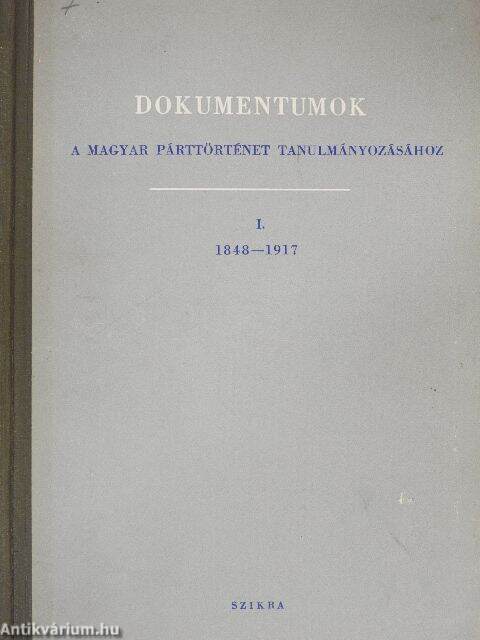 DOKUMENTUMOK
A MAGYAR PÁRTTÖRTÉNET TANULMÁNYOZÁSÁHOZ
I.
1848—1917
SZIKRA
Antikvárium.hu